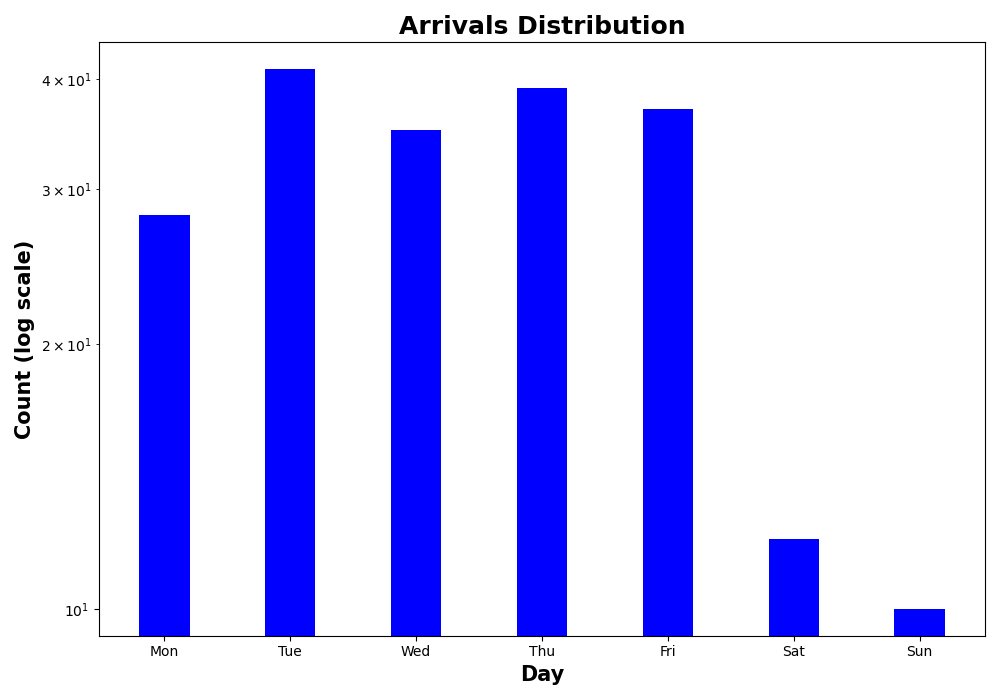 Arrivals Distribution
Count (log scale)
4 × 10¹
3 × 10¹
2 × 10¹
10¹
Mon Tue Wed Thu Fri Sat Sun
Day